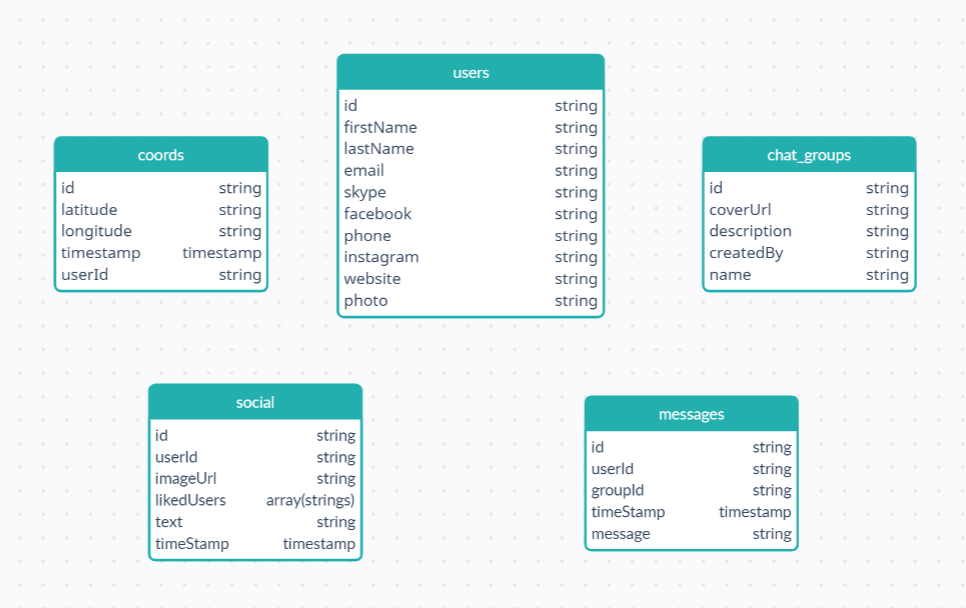 users
id string
firstName string
lastName string
email string
skype string
facebook string
phone string
instagram string
website string
photo string
coords
id string
latitude string
longitude string
timestamp timestamp
userId string
chat_groups
id string
coverUrl string
description string
createdBy string
name string
social
id string
userId string
imageUrl string
likedUsers array(strings)
text string
timeStamp timestamp
messages
id string
userId string
groupId string
timeStamp timestamp
message string